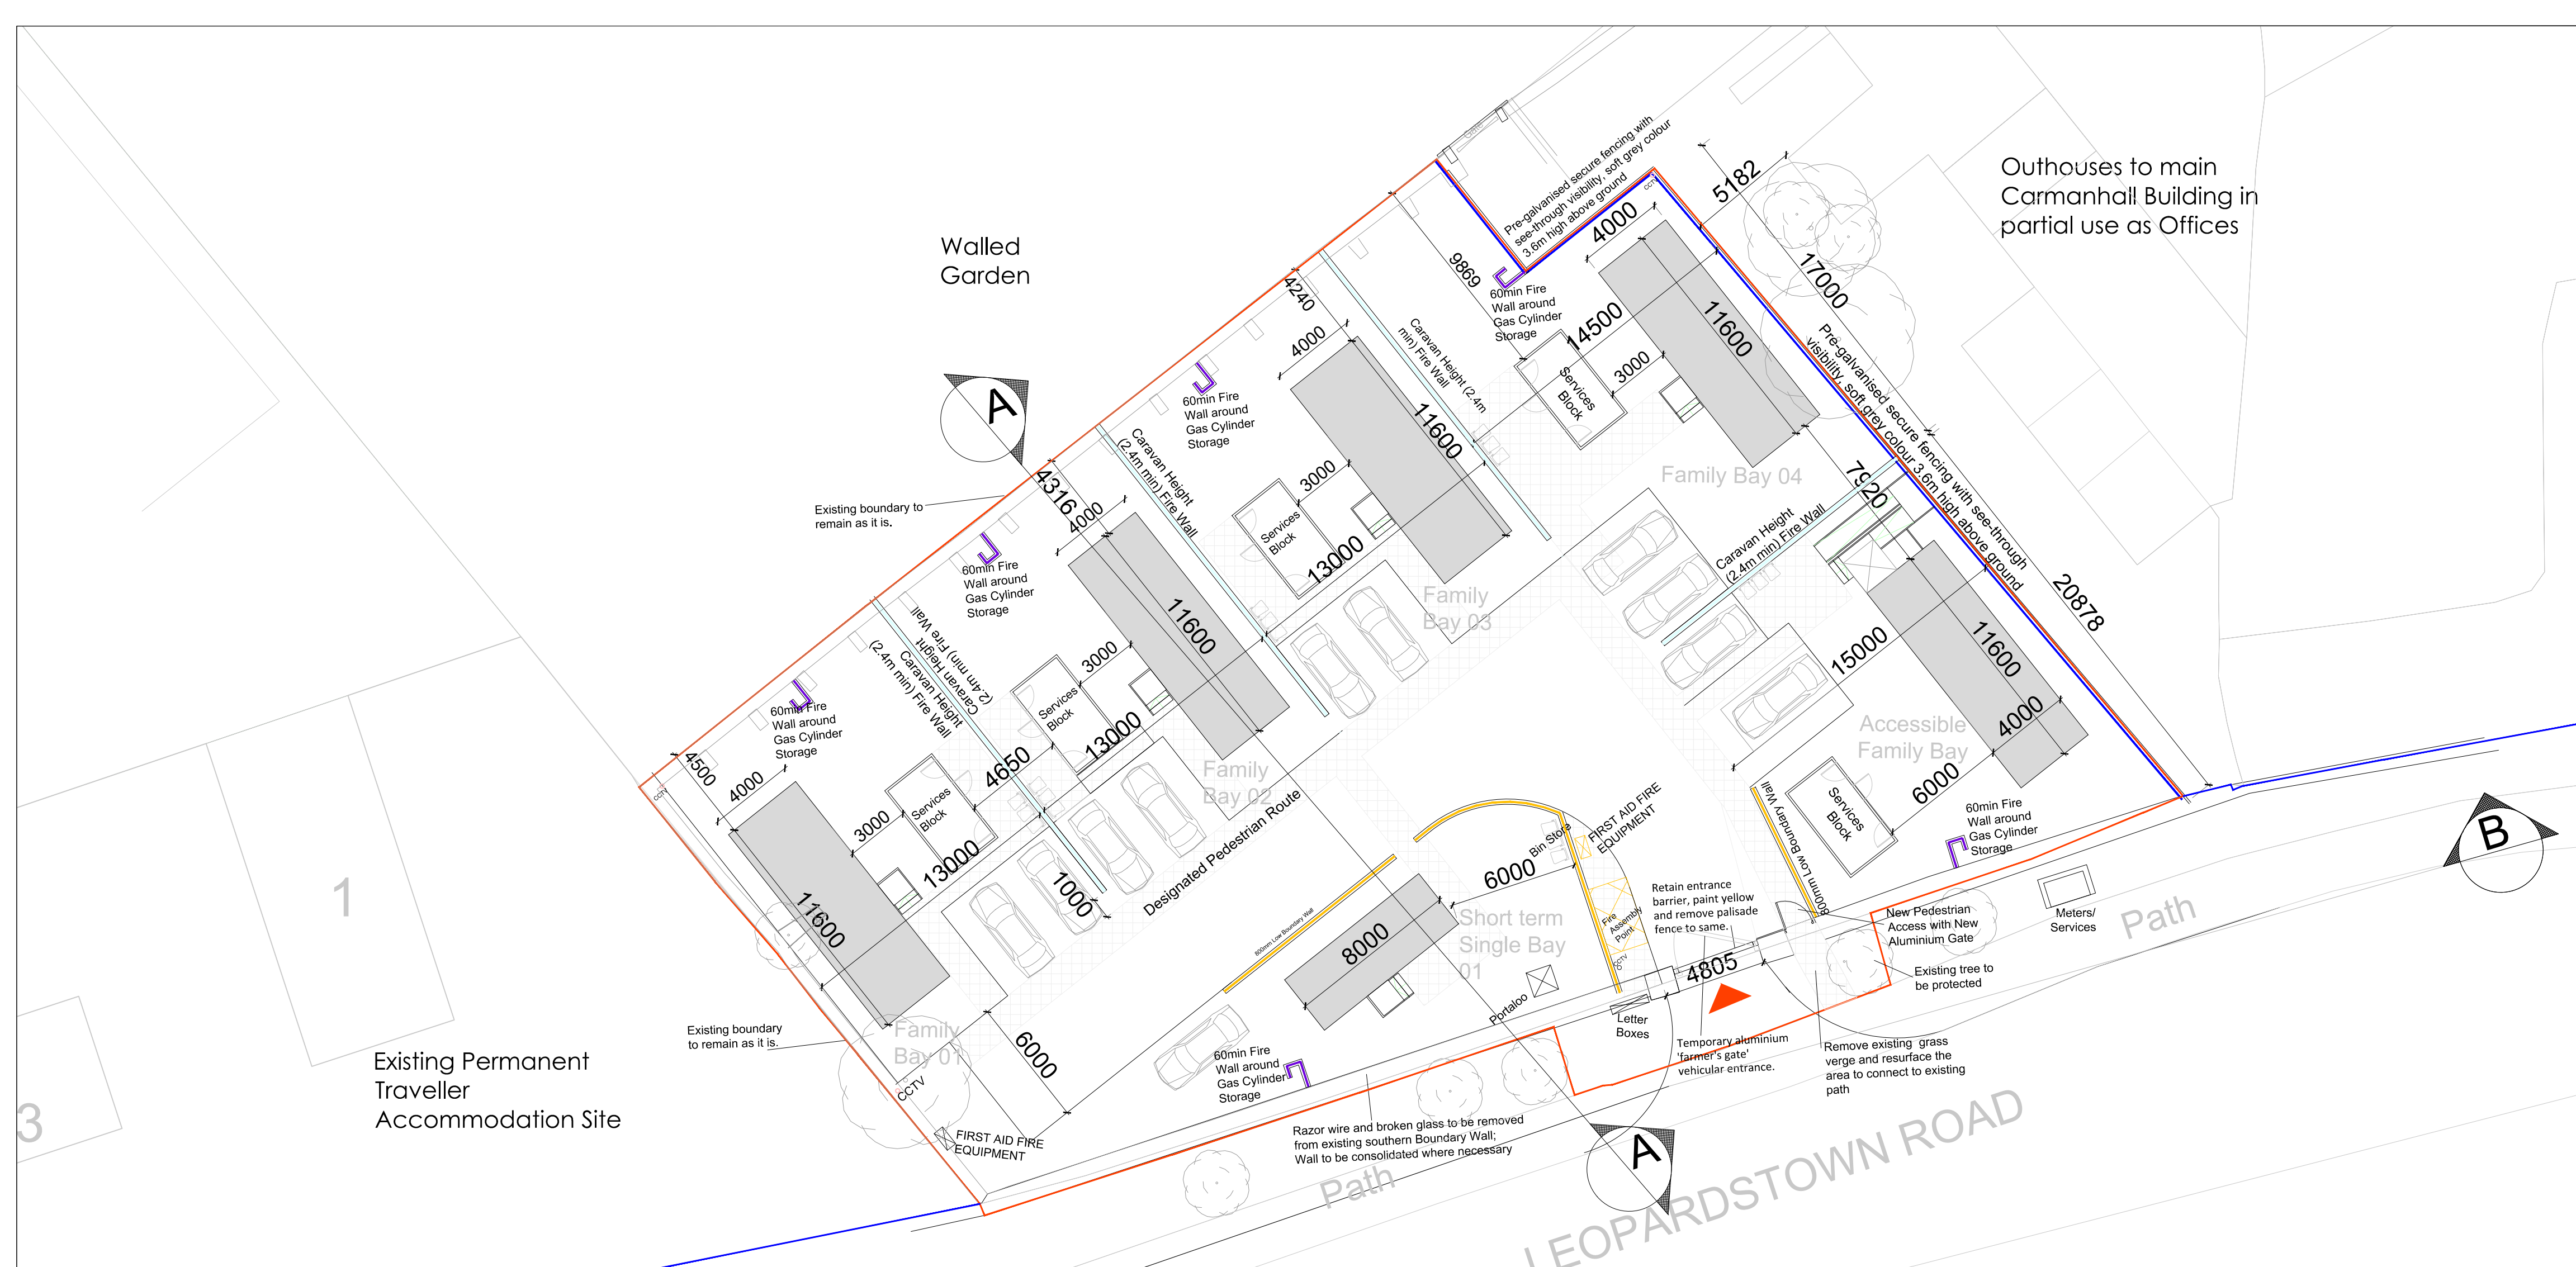 Walled
Garden
Outhouses to main
Carmanhall Building in
partial use as Offices
Existing Permanent
Traveller
Accommodation Site
1
3
Gate
Pre-galvanised secure fencing with
see-through visibility, soft grey colour
3.6m high above ground
CCTV
5182
4000
17000
9869
60min Fire
Wall around
Gas Cylinder
Storage
14500
11600
Services
Block
3000
Family Bay 04
Pre-galvanised secure fencing with see-through
visibility, soft grey colour 3.6m high above ground
20878
7920
Caravan Height
(2.4m min) Fire Wall
4240
4000
Caravan Height (2.4m
min) Fire Wall
60min Fire
Wall around
Gas Cylinder
Storage
11600
3000
Services
Block
13000
Family
Bay 03
A
4316
4000
Caravan Height
(2.4m min) Fire Wall
Existing boundary to
remain as it is.
60min Fire
Wall around
Gas Cylinder
Storage
11600
3000
Services
Block
13000
4650
Family
Bay 02
Caravan Height
(2.4m min) Fire Wall
Caravan Height
(2.4m min) Fire Wall
60min Fire
Wall around
Gas Cylinder
Storage
4500
4000
CCTV
3000
Services
Block
13000
11600
1000
Designated Pedestrian Route
Family
Bay 01
Existing boundary
to remain as it is.
CCTV
6000
FIRST AID FIRE
EQUIPMENT
15000
11600
4000
Accessible
Family Bay
6000
Services
Block
800mm Low Boundary Wall
60min Fire
Wall around
Gas Cylinder
Storage
B
Bin Store
FIRST AID FIRE
EQUIPMENT
6000
Short term
Single Bay
01
8000
800mm Low Boundary Wall
Fire
Assembly
Point
CCTV
Portaloo
Letter
Boxes
4805
Retain entrance
barrier, paint yellow
and remove palisade
fence to same.
New Pedestrian
Access with New
Aluminium Gate
Existing tree to
be protected
Meters/
Services
Path
Temporary aluminium
'farmer's gate'
vehicular entrance.
Remove existing grass
verge and resurface the
area to connect to existing
path
60min Fire
Wall around
Gas Cylinder
Storage
Razor wire and broken glass to be removed
from existing southern Boundary Wall;
Wall to be consolidated where necessary
A
Path
LEOPARDSTOWN ROAD